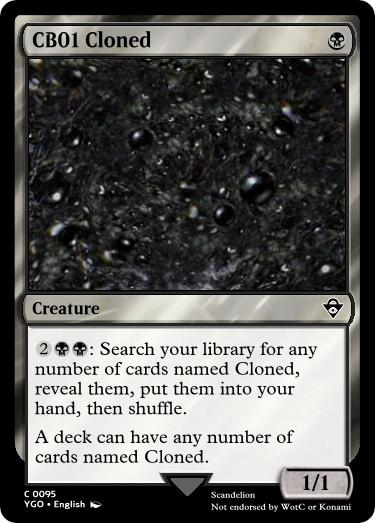 CB01 Cloned
Creature
2 : Search your library for any
number of cards named Cloned,
reveal them, put them into your
hand, then shuffle.
A deck can have any number of
cards named Cloned.
1/1
C 0095
YGO • English
Scandelion
Not endorsed by WotC or Konami